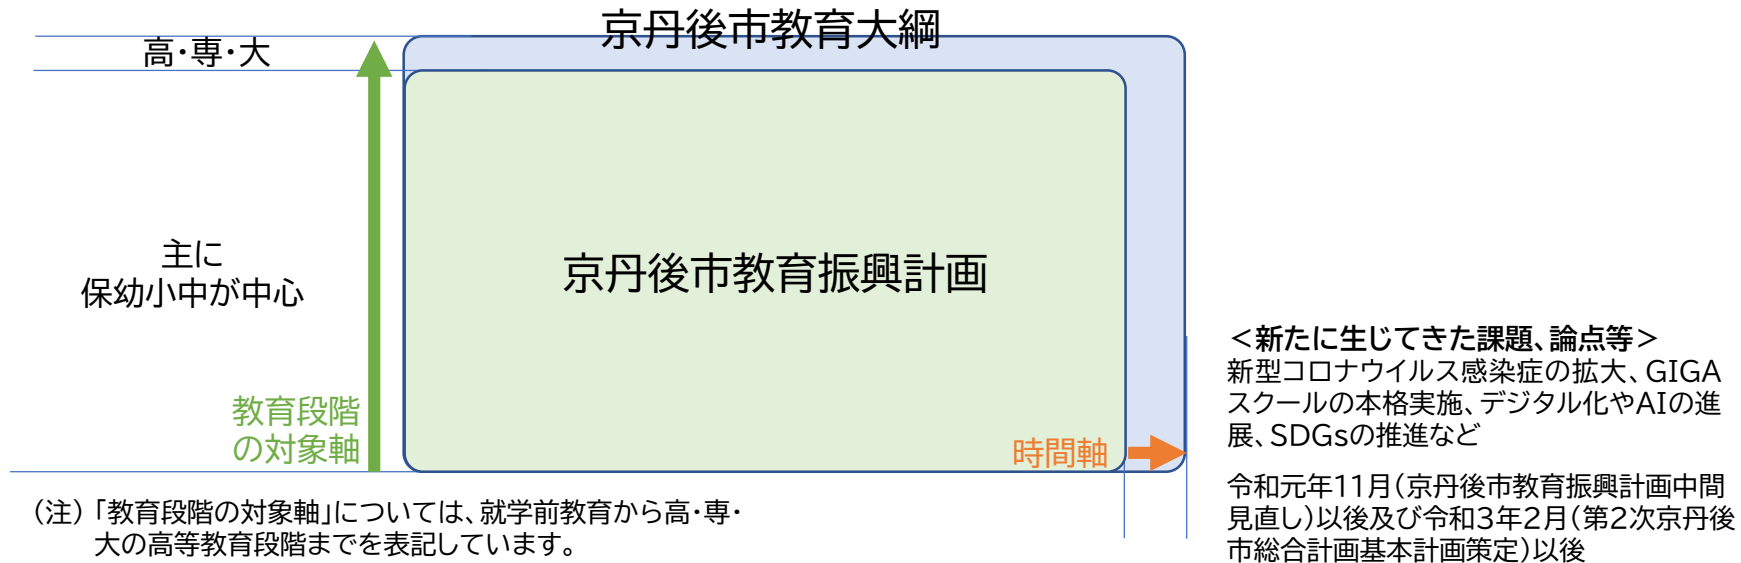 京丹後市教育大綱
高・専・大
主に
保幼小中が中心
京丹後市教育振興計画
教育段階
の対象軸
時間軸
（注）「教育段階の対象軸」については、就学前教育から高・専・
大の高等教育段階までを表記しています。
＜新たに生じてきた課題、論点等＞
新型コロナウイルス感染症の拡大、GIGA
スクールの本格実施、デジタル化やAIの進
展、SDGsの推進など
令和元年11月（京丹後市教育振興計画中間
見直し）以後及び令和3年2月（第2次京丹後
市総合計画基本計画策定）以後